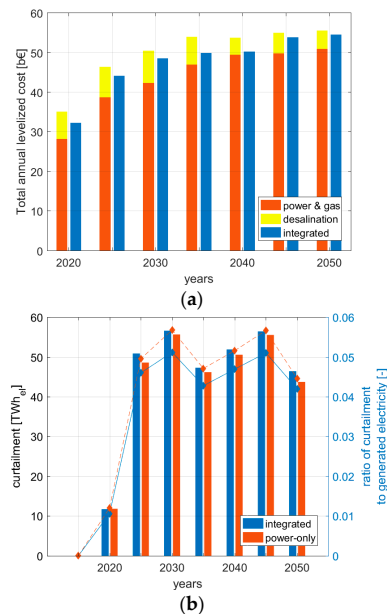 Total annual levelized cost [b€]
60
50
40
30
20
10
0
2020
2030
2040
2050
years
power & gas
desalination
integrated
(a)
curtailment [TWhel]
60
50
40
30
20
10
0
2020
2030
2040
2050
years
0.06
0.05
0.04
0.03
0.02
0.01
0
ratio of curtailment
to generated electricity [-]
integrated
power-only
(b)